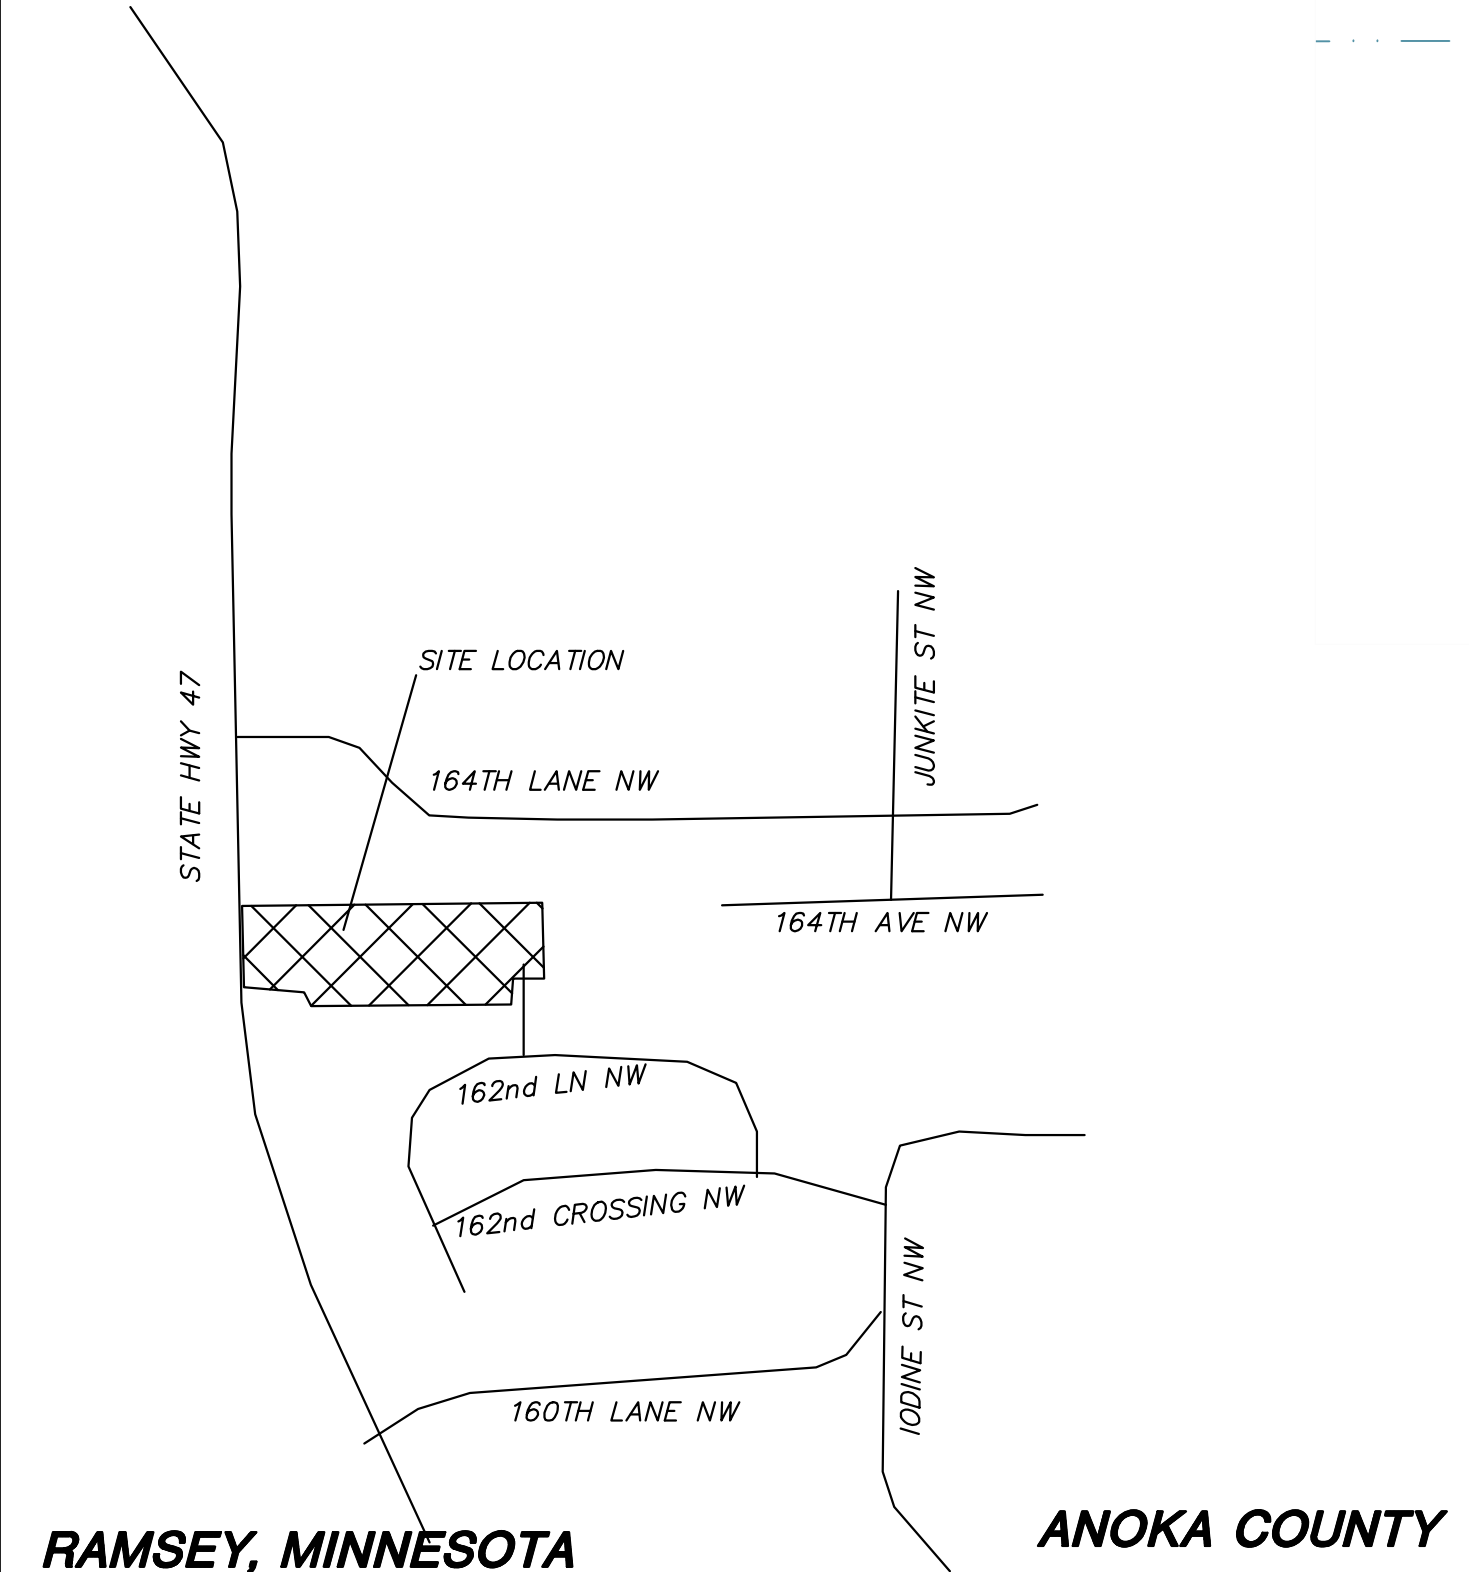 JUNKITE ST NW
SITE LOCATION
STATE HWY 47
164TH LANE NW
164TH AVE NW
162nd LN NW
162nd CROSSING NW
IODINE ST NW
160TH LANE NW
RAMSEY, MINNESOTA
ANOKA COUNTY